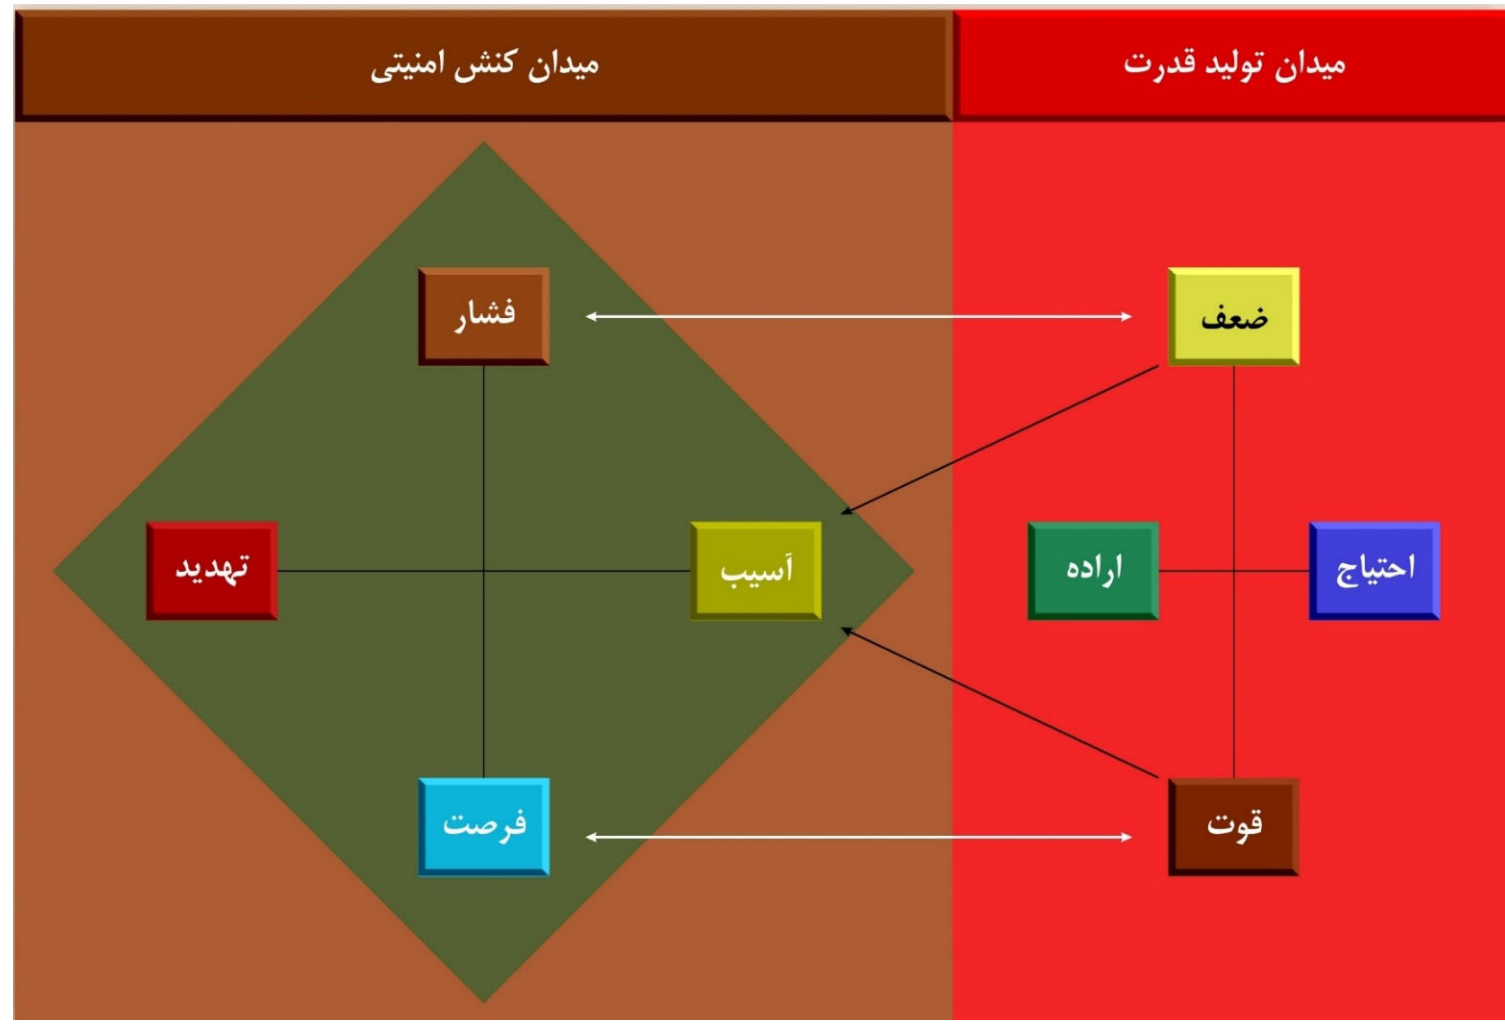 میدان تولید قدرت
میدان کنش امنیتی
ضعف
فشار
احتیاج
اراده
آسیب
تهدید
قوت
فرصت